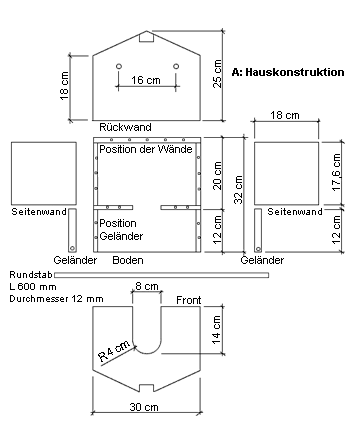 25 cm
A: Hauskonstruktion
18 cm
16 cm
Rückwand
18 cm
Position der Wände
20 cm
32 cm
17,6 cm
Seitenwand
Seitenwand
Position
Geländer
12 cm
12 cm
Geländer
Boden
Geländer
Rundstab
L 600 mm
Durchmesser 12 mm
8 cm
Front
14 cm
R4 cm
30 cm